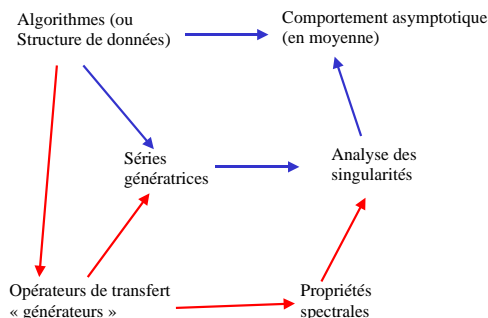 Algorithmes (ou
Structure de données)
Comportement asymptotique
(en moyenne)
Séries
génératrices
Analyse des
singularités
Opérateurs de transfert
« générateurs »
Propriétés
spectrales